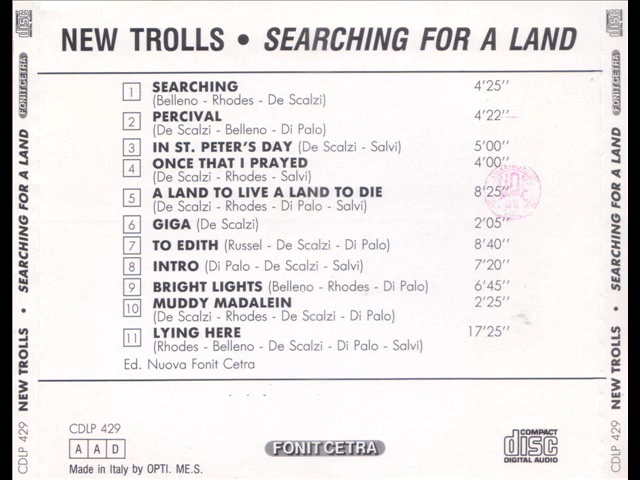 NEW TROLLS • SEARCHING FOR A LAND
1 SEARCHING 4'25''
(Belleno - Rhodes - De Scalzi)
2 PERCIVAL 4'22''
(De Scalzi - Belleno - Di Palo)
3 IN ST. PETER'S DAY (De Scalzi - Salvi) 5'00''
4 ONCE THAT I PRAYED 4'00''
(De Scalzi - Rhodes - Salvi)
5 A LAND TO LIVE A LAND TO DIE 8'25''
(De Scalzi - Rhodes - Di Palo - Salvi)
6 GIGA (De Scalzi) 2'05''
7 TO EDITH (Russel - De Scalzi - Di Palo) 8'40''
8 INTRO (Di Palo - De Scalzi - Salvi) 7'20''
9 BRIGHT LIGHTS (Belleno - Rhodes - Di Palo) 6'45''
10 MUDDY MADALEIN 2'25''
(De Scalzi - Rhodes - De Scalzi - Di Palo)
11 LYING HERE 17'25''
(Rhodes - Belleno - De Scalzi - Di Palo - Salvi)
Ed. Nuova Fonit Cetra
CDLP 429
A A D
Made in Italy by OPTI. ME.S.
FONIT CETRA
COMPACT
disc
DIGITAL AUDIO
CDLP 429 NEW TROLLS • SEARCHING FOR A LAND FONIT CETRA disc
CDLP 429 NEW TROLLS • SEARCHING FOR A LAND FONIT CETRA disc